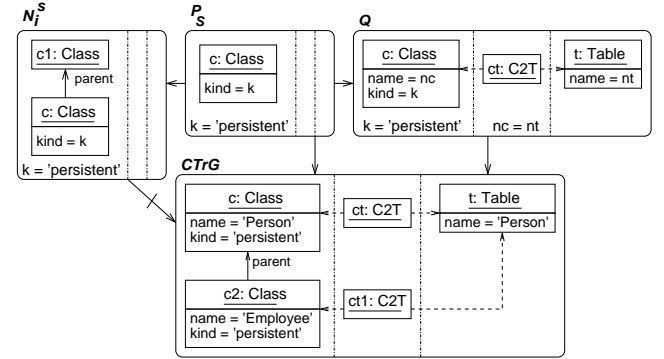 N_i^S
c1: Class
parent
c: Class
kind = k
k = 'persistent'
P_S
c: Class
kind = k
k = 'persistent'
Q
c: Class
name = nc
kind = k
ct: C2T
t: Table
name = nt
k = 'persistent'
nc = nt
CTrG
c: Class
name = 'Person'
kind = 'persistent'
ct: C2T
t: Table
name = 'Person'
parent
c2: Class
name = 'Employee'
kind = 'persistent'
ct1: C2T